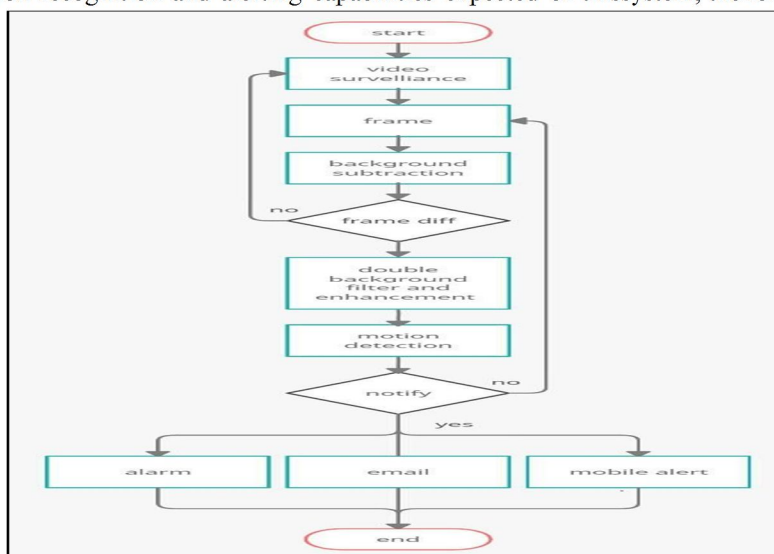 start
video
survelliance
frame
background
subtraction
no
frame diff
double
background
filter and
enhancement
motion
detection
no
notify
yes
alarm
email
mobile alert
end